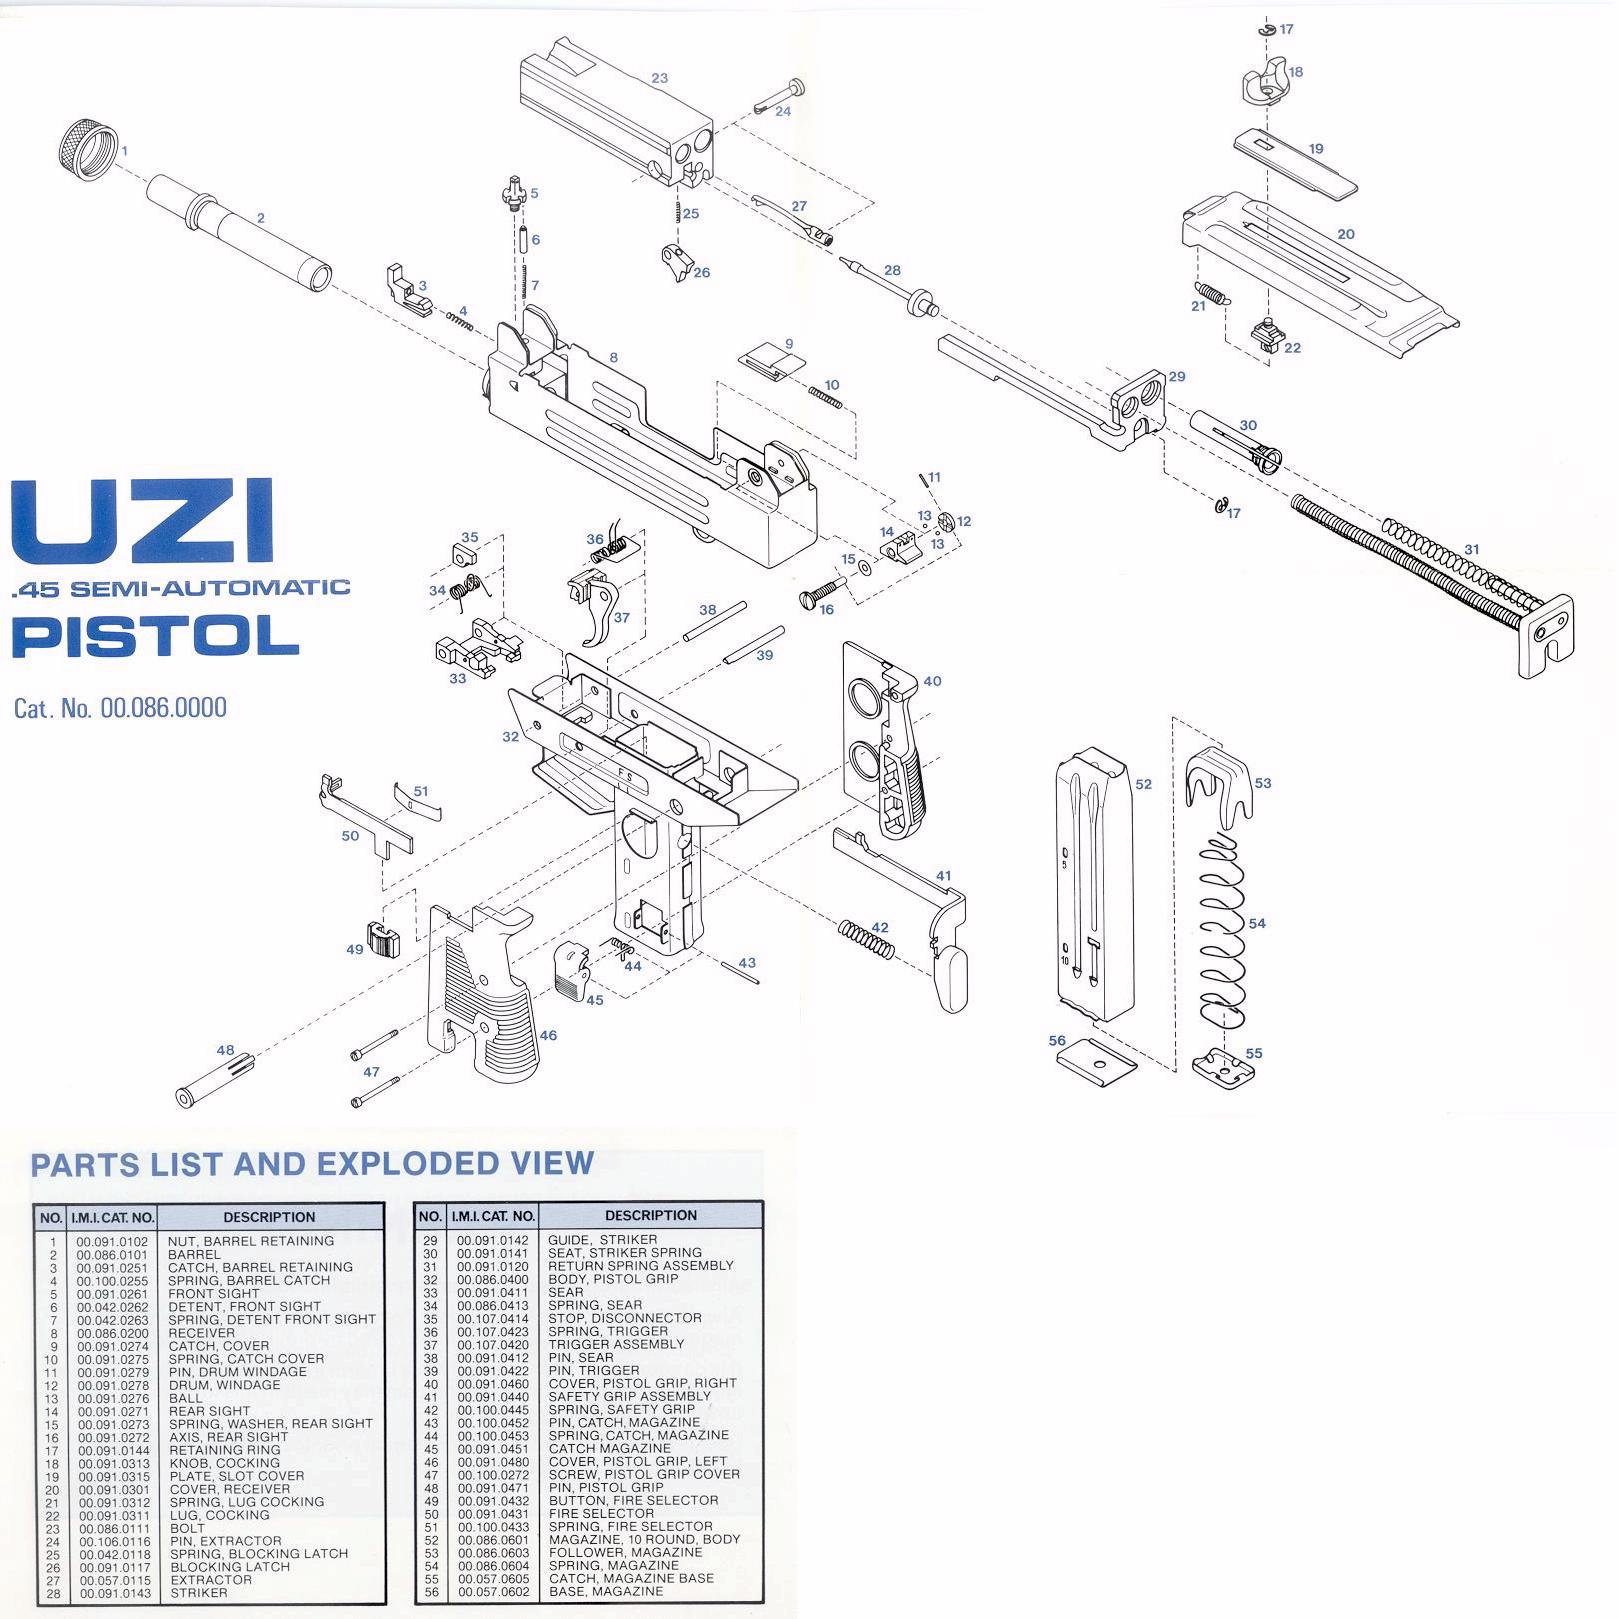 UZI
.45 SEMI-AUTOMATIC
PISTOL
Cat. No. 00.086.0000
1
2
3
4
5
6
7
8
9
10
11
12
13
13
14
15
16
17
18
19
20
21
22
23
24
25
26
27
28
29
30
17
31
32
33
34
35
36
37
38
39
40
41
42
43
44
45
46
47
48
49
50
51
52
53
54
55
56
F S
5
10
PARTS LIST AND EXPLODED VIEW
NO. I.M.I. CAT. NO. DESCRIPTION
1 00.091.0102 NUT, BARREL RETAINING
2 00.086.0101 BARREL
3 00.091.0251 CATCH, BARREL RETAINING
4 00.100.0255 SPRING, BARREL CATCH
5 00.091.0261 FRONT SIGHT
6 00.042.0262 DETENT, FRONT SIGHT
7 00.042.0263 SPRING, DETENT FRONT SIGHT
8 00.086.0200 RECEIVER
9 00.091.0274 CATCH, COVER
10 00.091.0275 SPRING, CATCH COVER
11 00.091.0279 PIN, DRUM WINDAGE
12 00.091.0278 DRUM, WINDAGE
13 00.091.0276 BALL
14 00.091.0271 REAR SIGHT
15 00.091.0273 SPRING, WASHER, REAR SIGHT
16 00.091.0272 AXIS, REAR SIGHT
17 00.091.0144 RETAINING RING
18 00.091.0313 KNOB, COCKING
19 00.091.0315 PLATE, SLOT COVER
20 00.091.0301 COVER, RECEIVER
21 00.091.0312 SPRING, LUG COCKING
22 00.091.0311 LUG, COCKING
23 00.086.0111 BOLT
24 00.106.0116 PIN, EXTRACTOR
25 00.042.0118 SPRING, BLOCKING LATCH
26 00.091.0117 BLOCKING LATCH
27 00.057.0115 EXTRACTOR
28 00.091.0143 STRIKER
NO. I.M.I. CAT. NO. DESCRIPTION
29 00.091.0142 GUIDE, STRIKER
30 00.091.0141 SEAT, STRIKER SPRING
31 00.091.0120 RETURN SPRING ASSEMBLY
32 00.086.0400 BODY, PISTOL GRIP
33 00.091.0411 SEAR
34 00.086.0413 SPRING, SEAR
35 00.107.0414 STOP, DISCONNECTOR
36 00.107.0423 SPRING, TRIGGER
37 00.107.0420 TRIGGER ASSEMBLY
38 00.091.0412 PIN, SEAR
39 00.091.0422 PIN, TRIGGER
40 00.091.0460 COVER, PISTOL GRIP, RIGHT
41 00.091.0440 SAFETY GRIP ASSEMBLY
42 00.100.0445 SPRING, SAFETY GRIP
43 00.100.0452 PIN, CATCH, MAGAZINE
44 00.100.0453 SPRING, CATCH, MAGAZINE
45 00.091.0451 CATCH MAGAZINE
46 00.091.0480 COVER, PISTOL GRIP, LEFT
47 00.100.0272 SCREW, PISTOL GRIP COVER
48 00.091.0471 PIN, PISTOL GRIP
49 00.091.0432 BUTTON, FIRE SELECTOR
50 00.091.0431 FIRE SELECTOR
51 00.100.0433 SPRING, FIRE SELECTOR
52 00.086.0601 MAGAZINE, 10 ROUND, BODY
53 00.086.0603 FOLLOWER, MAGAZINE
54 00.086.0604 SPRING, MAGAZINE
55 00.057.0605 CATCH, MAGAZINE BASE
56 00.057.0602 BASE, MAGAZINE